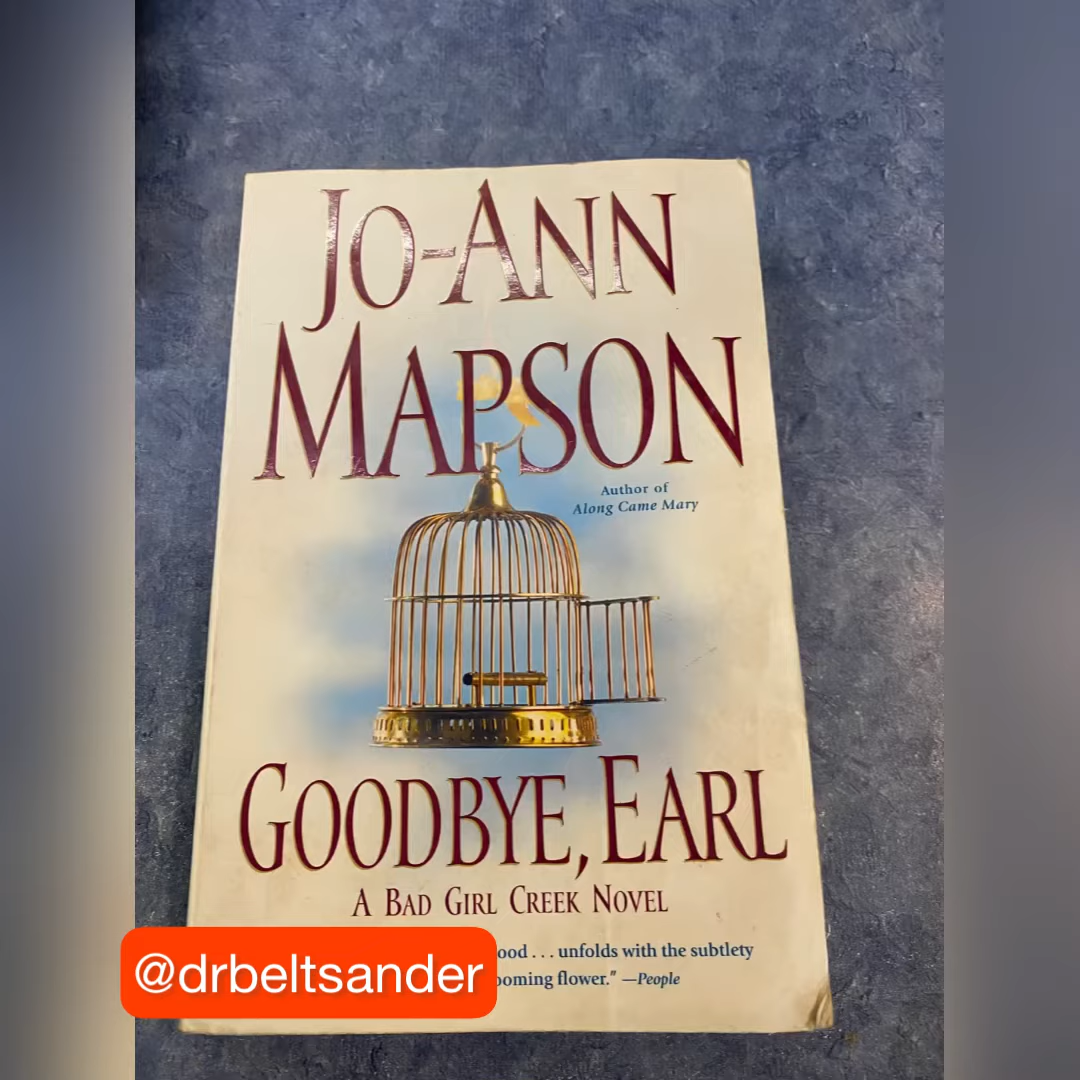 JO-ANN
MAPSON
Author of
Along Came Mary
GOODBYE, EARL
A BAD GIRL CREEK NOVEL
... unfolds with the subtlety
flower." —People
@drbeltsander